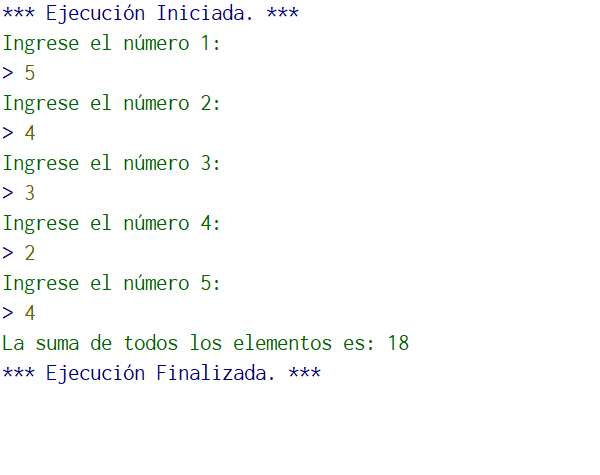 *** Ejecución Iniciada. ***
Ingrese el número 1:
> 5
Ingrese el número 2:
> 4
Ingrese el número 3:
> 3
Ingrese el número 4:
> 2
Ingrese el número 5:
> 4
La suma de todos los elementos es: 18
*** Ejecución Finalizada. ***